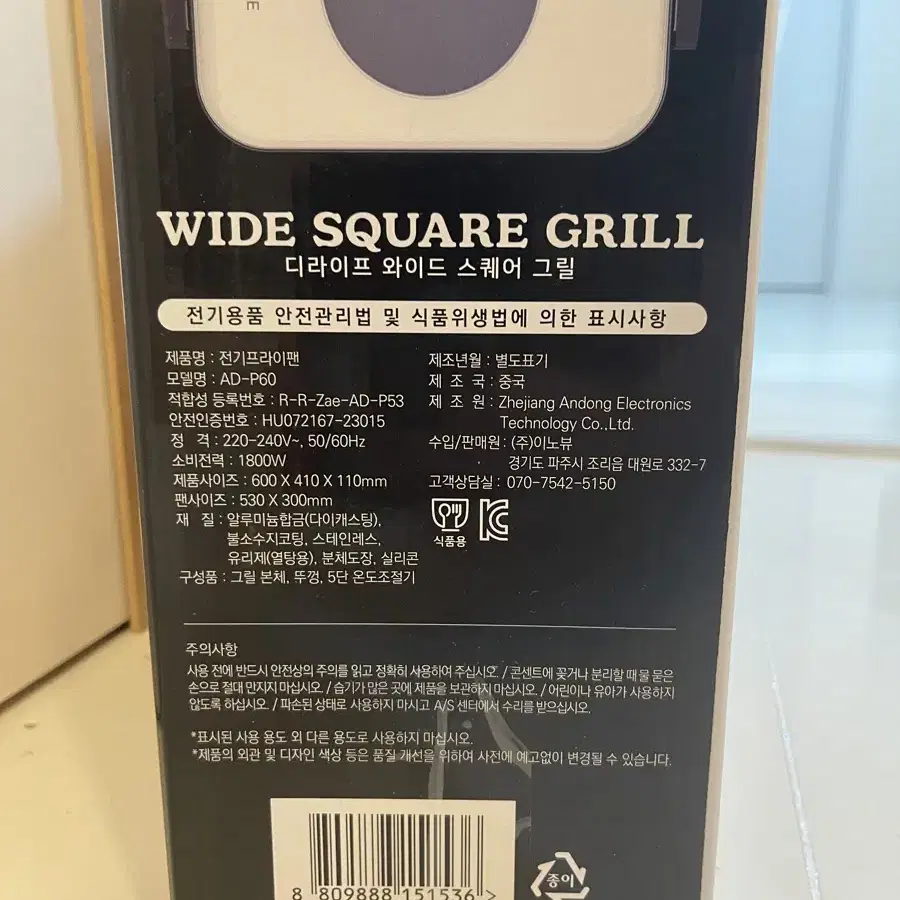 E
WIDE SQUARE GRILL
디라이프 와이드 스퀘어 그릴
전기용품 안전관리법 및 식품위생법에 의한 표시사항
제품명 : 전기프라이팬
모델명 : AD-P60
적합성 등록번호 : R-R-Zae-AD-P53
안전인증번호 : HU072167-23015
정 격 : 220-240V~, 50/60Hz
소비전력 : 1800W
제품사이즈 : 600 X 410 X 110mm
팬사이즈 : 530 X 300mm
재 질 : 알루미늄합금(다이캐스팅),
불소수지코팅, 스테인레스,
유리제(열탕용), 분체도장, 실리콘
구성품 : 그릴 본체, 뚜껑, 5단 온도조절기
제조년월 : 별도표기
제 조 국 : 중국
제 조 원 : Zhejiang Andong Electronics
Technology Co.,Ltd.
수입/판매원 : (주)이노뷰
경기도 파주시 조리읍 대원로 332-7
고객상담실 : 070-7542-5150
식품용
주의사항
사용 전에 반드시 안전상의 주의를 읽고 정확히 사용하여 주십시오. / 콘센트에 꽂거나 분리할 때 물 묻은
손으로 절대 만지지 마십시오. / 습기가 많은 곳에 제품을 보관하지 마십시오. / 어린이나 유아가 사용하지
않도록 하십시오. / 파손된 상태로 사용하지 마시고 A/S 센터에서 수리를 받으십시오.
*표시된 사용 용도 외 다른 용도로 사용하지 마십시오.
*제품의 외관 및 디자인 색상 등은 품질 개선을 위하여 사전에 예고없이 변경될 수 있습니다.
8 809888 151536 >
종이